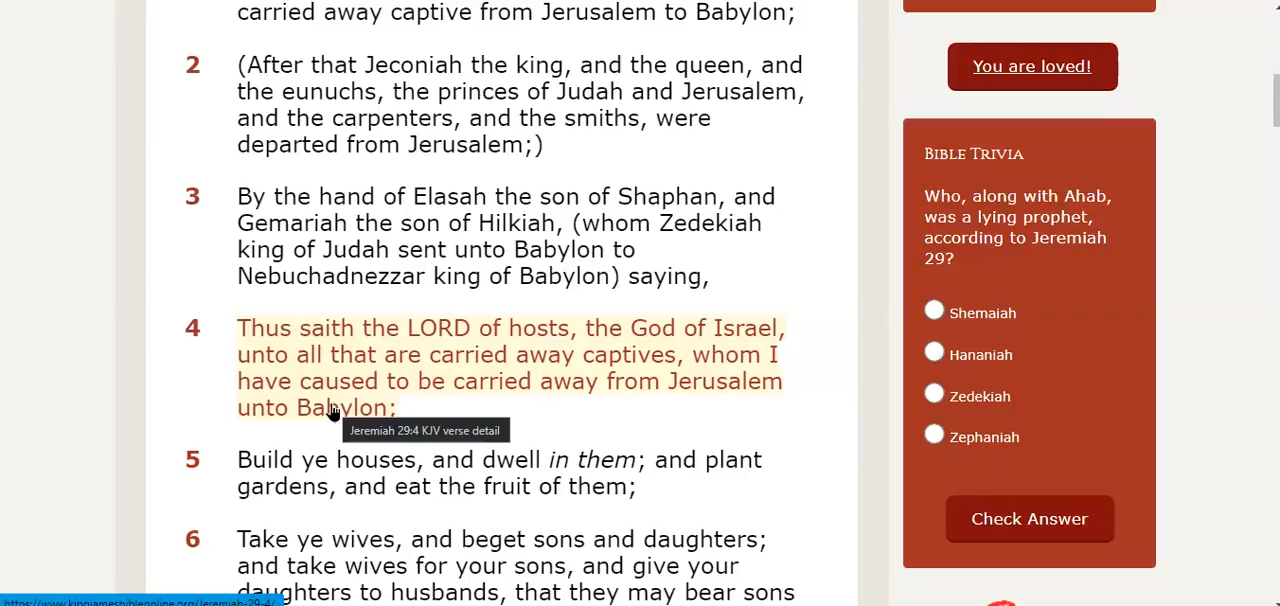 carried away captive from Jerusalem to Babylon;
2 (After that Jeconiah the king, and the queen, and
the eunuchs, the princes of Judah and Jerusalem,
and the carpenters, and the smiths, were
departed from Jerusalem;)
3 By the hand of Elasah the son of Shaphan, and
Gemariah the son of Hilkiah, (whom Zedekiah
king of Judah sent unto Babylon to
Nebuchadnezzar king of Babylon) saying,
4 Thus saith the LORD of hosts, the God of Israel,
unto all that are carried away captives, whom I
have caused to be carried away from Jerusalem
unto Babylon;
Jeremiah 29:4 KJV verse detail
5 Build ye houses, and dwell in them; and plant
gardens, and eat the fruit of them;
6 Take ye wives, and beget sons and daughters;
and take wives for your sons, and give your
daughters to husbands, that they may bear sons
https://www.kingjamesbibleonline.org/Jeremiah-29-4/
You are loved!
Bible Trivia
Who, along with Ahab,
was a lying prophet,
according to Jeremiah
29?
Shemaiah
Hananiah
Zedekiah
Zephaniah
Check Answer